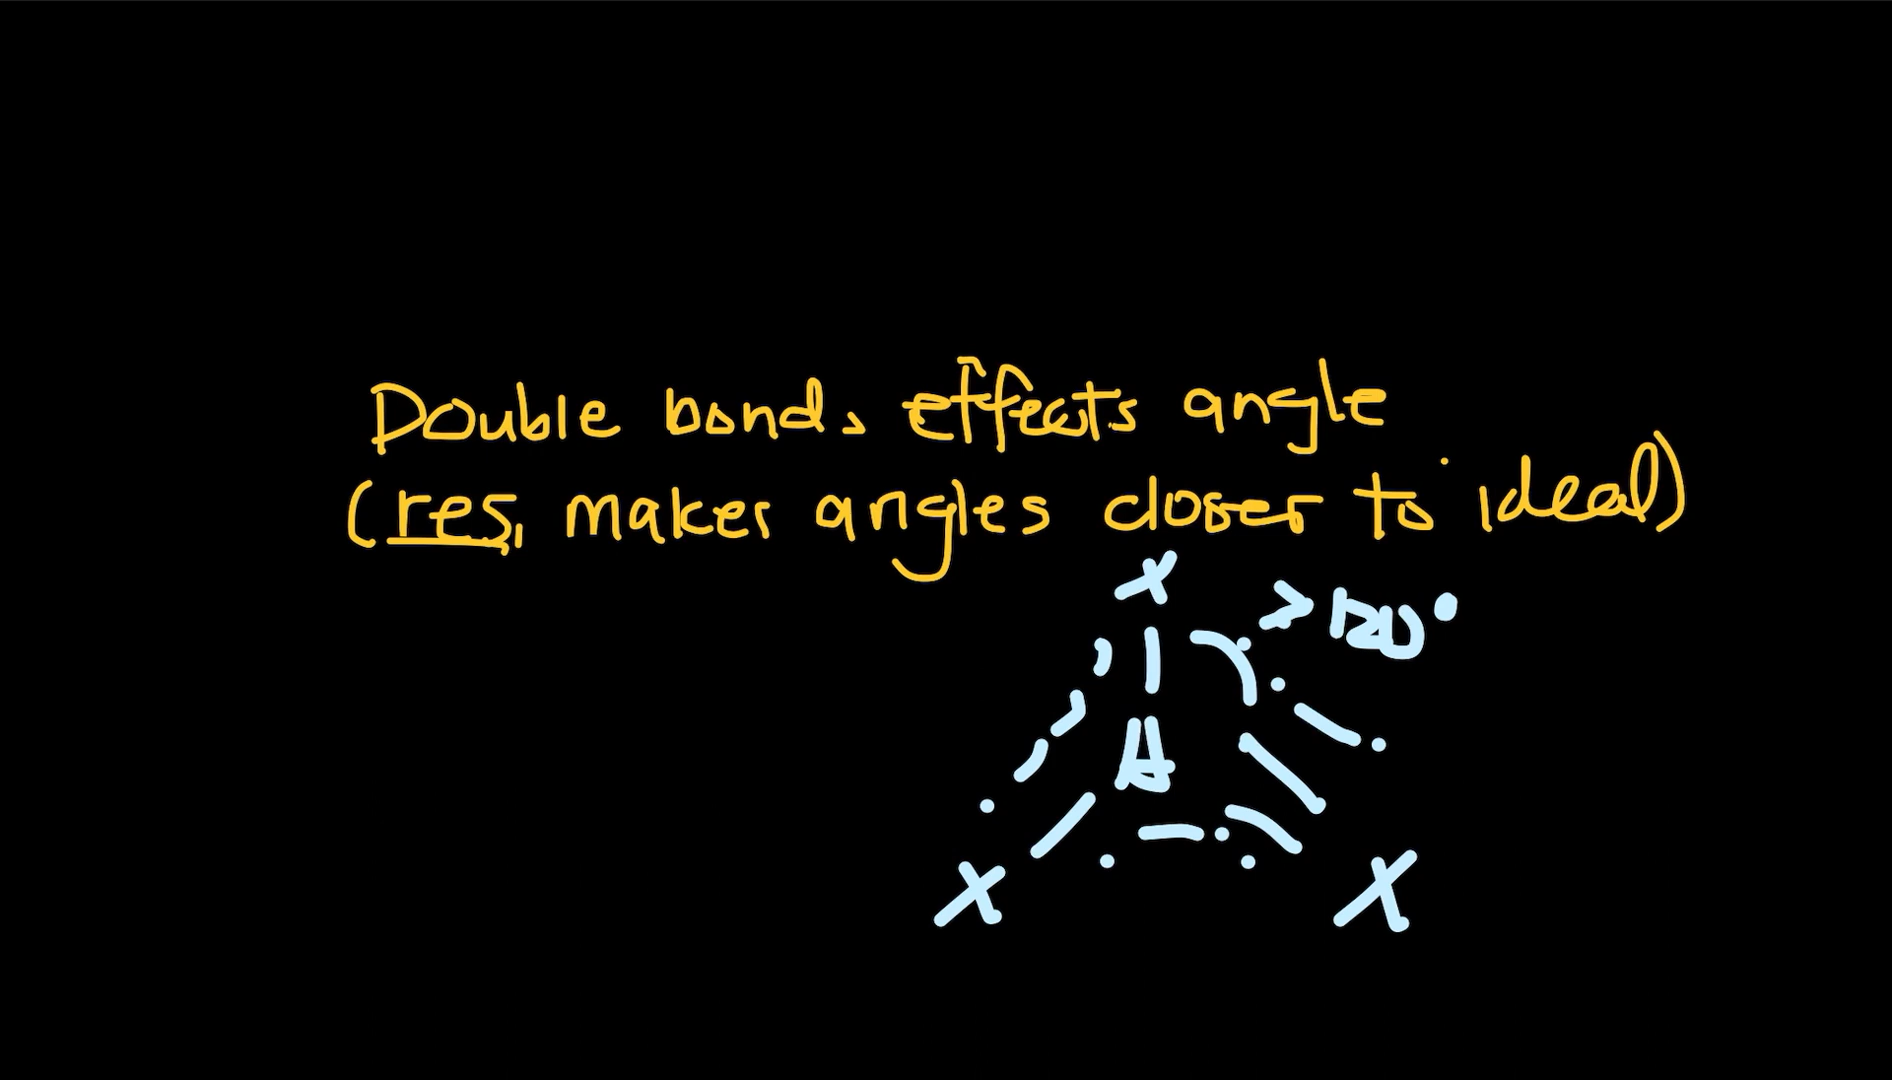 Double bonds effects angle
(res, makes angles closer to ideal)
X
>120°
A
X X